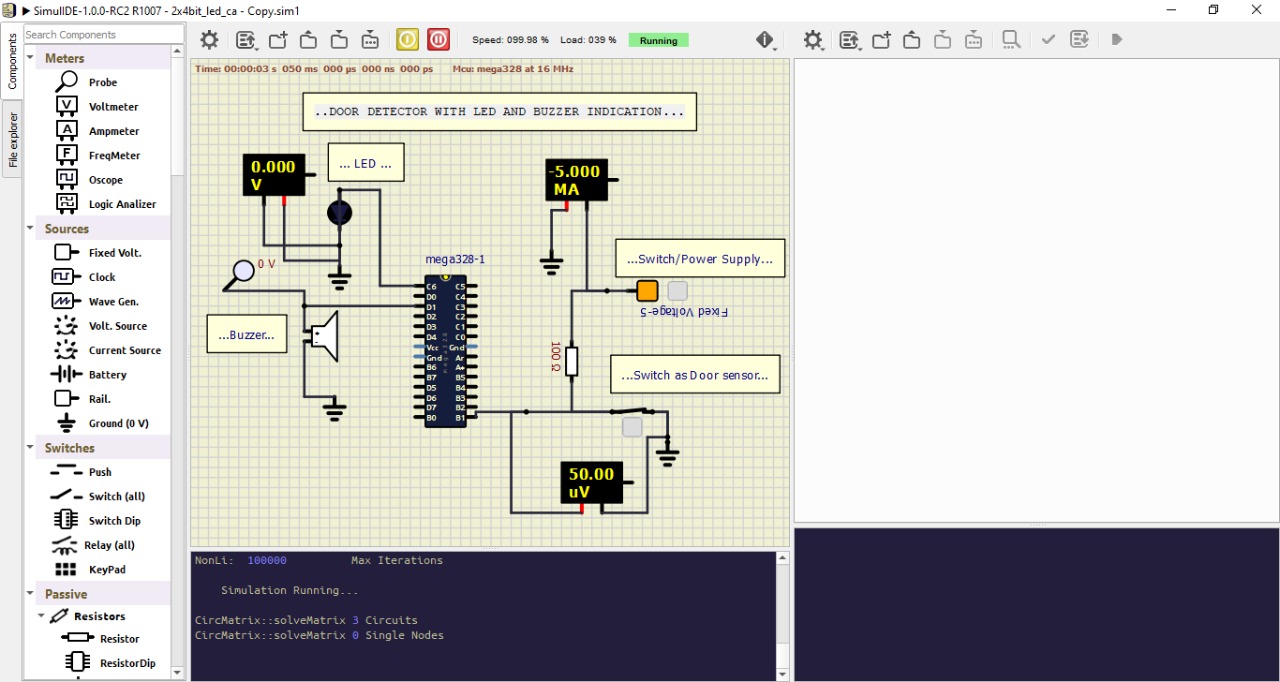 SimulIDE-1.0.0-RC2 R1007 - 2x4bit_led_ca - Copy.sim1
Components
File explorer
Search Components
Meters
Probe
Voltmeter
Ampmeter
FreqMeter
Oscope
Logic Analizer
Sources
Fixed Volt.
Clock
Wave Gen.
Volt. Source
Current Source
Battery
Rail.
Ground (0 V)
Switches
Push
Switch (all)
Switch Dip
Relay (all)
KeyPad
Passive
Resistors
Resistor
ResistorDip
Speed: 099.98 % Load: 039 % Running
Time: 00:00:03 s 050 ms 000 µs 000 ns 000 ps Mcu: mega328 at 16 MHz
..DOOR DETECTOR WITH LED AND BUZZER INDICATION...
0.000
V
... LED ...
-5.000
MA
...Switch/Power Supply...
Fixed Voltage-5
0 V
...Buzzer...
mega328-1
C6
D0
D1
D2
D3
D4
Vcc
Gnd
B6
B7
D5
D6
D7
B0
mega328
C5
C4
C3
C2
C1
C0
Gnd
Ar
A+
B5
B4
B3
B2
B1
100 Ω
...Switch as Door sensor...
50.00
uV
NonLi: 100000 Max Iterations
Simulation Running...
CircMatrix::solveMatrix 3 Circuits
CircMatrix::solveMatrix 0 Single Nodes